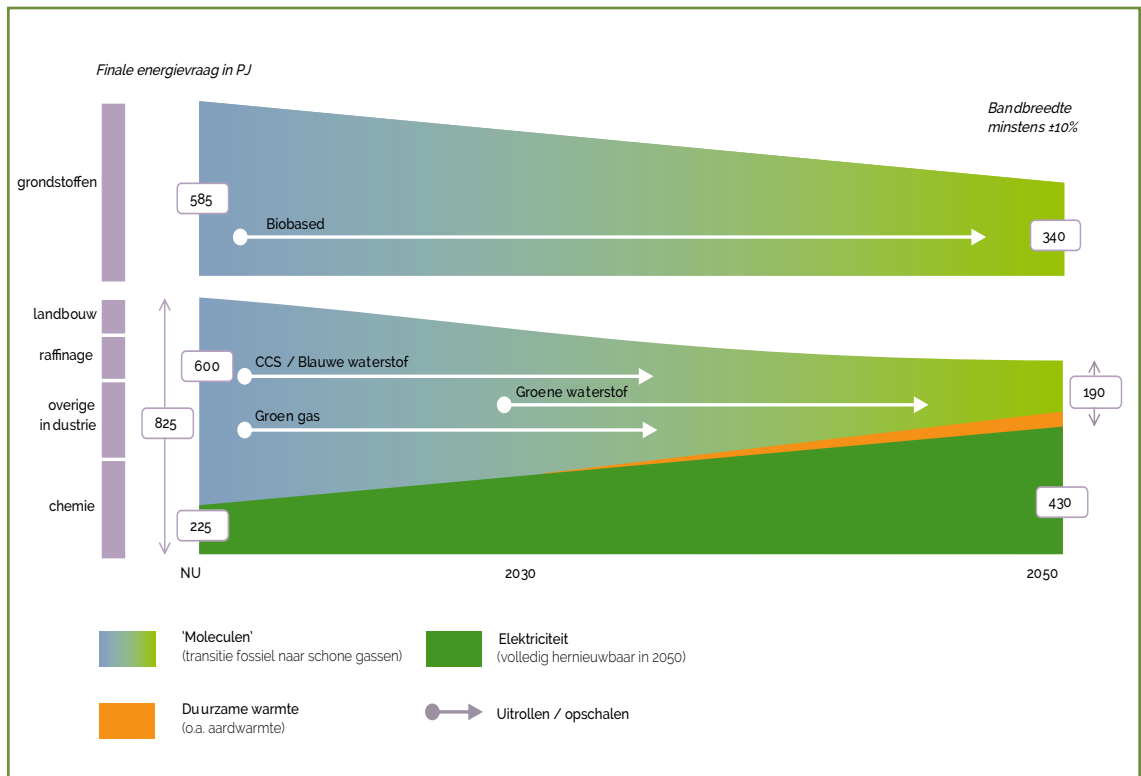 Finale energievraag in PJ
Bandbreedte
minstens ±10%
grondstoffen
585
Biobased
340
landbouw
raffinage
overige
industrie
chemie
825
600
CCS / Blauwe waterstof
Groene waterstof
Groen gas
190
225
430
NU
2030
2050
'Moleculen'
(transitie fossiel naar schone gassen)
Elektriciteit
(volledig hernieuwbaar in 2050)
Duurzame warmte
(o.a. aardwarmte)
Uitrollen / opschalen